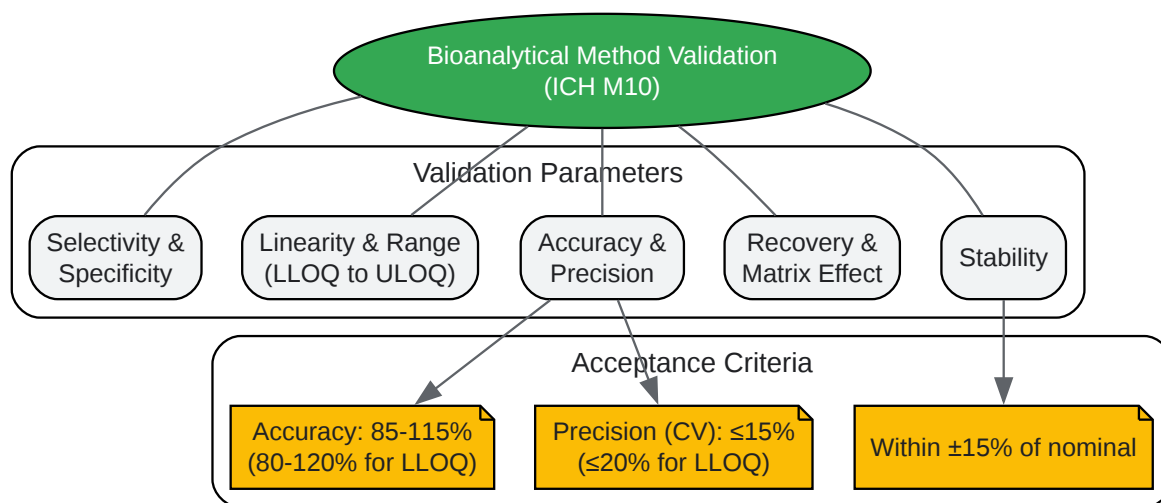 Bioanalytical Method Validation
(ICH M10)
Validation Parameters
Selectivity &
Specificity
Linearity & Range
(LLOQ to ULOQ)
Accuracy &
Precision
Recovery &
Matrix Effect
Stability
Acceptance Criteria
Accuracy: 85-115%
(80-120% for LLOQ)
Precision (CV): ≤15%
(≤20% for LLOQ)
Within ±15% of nominal